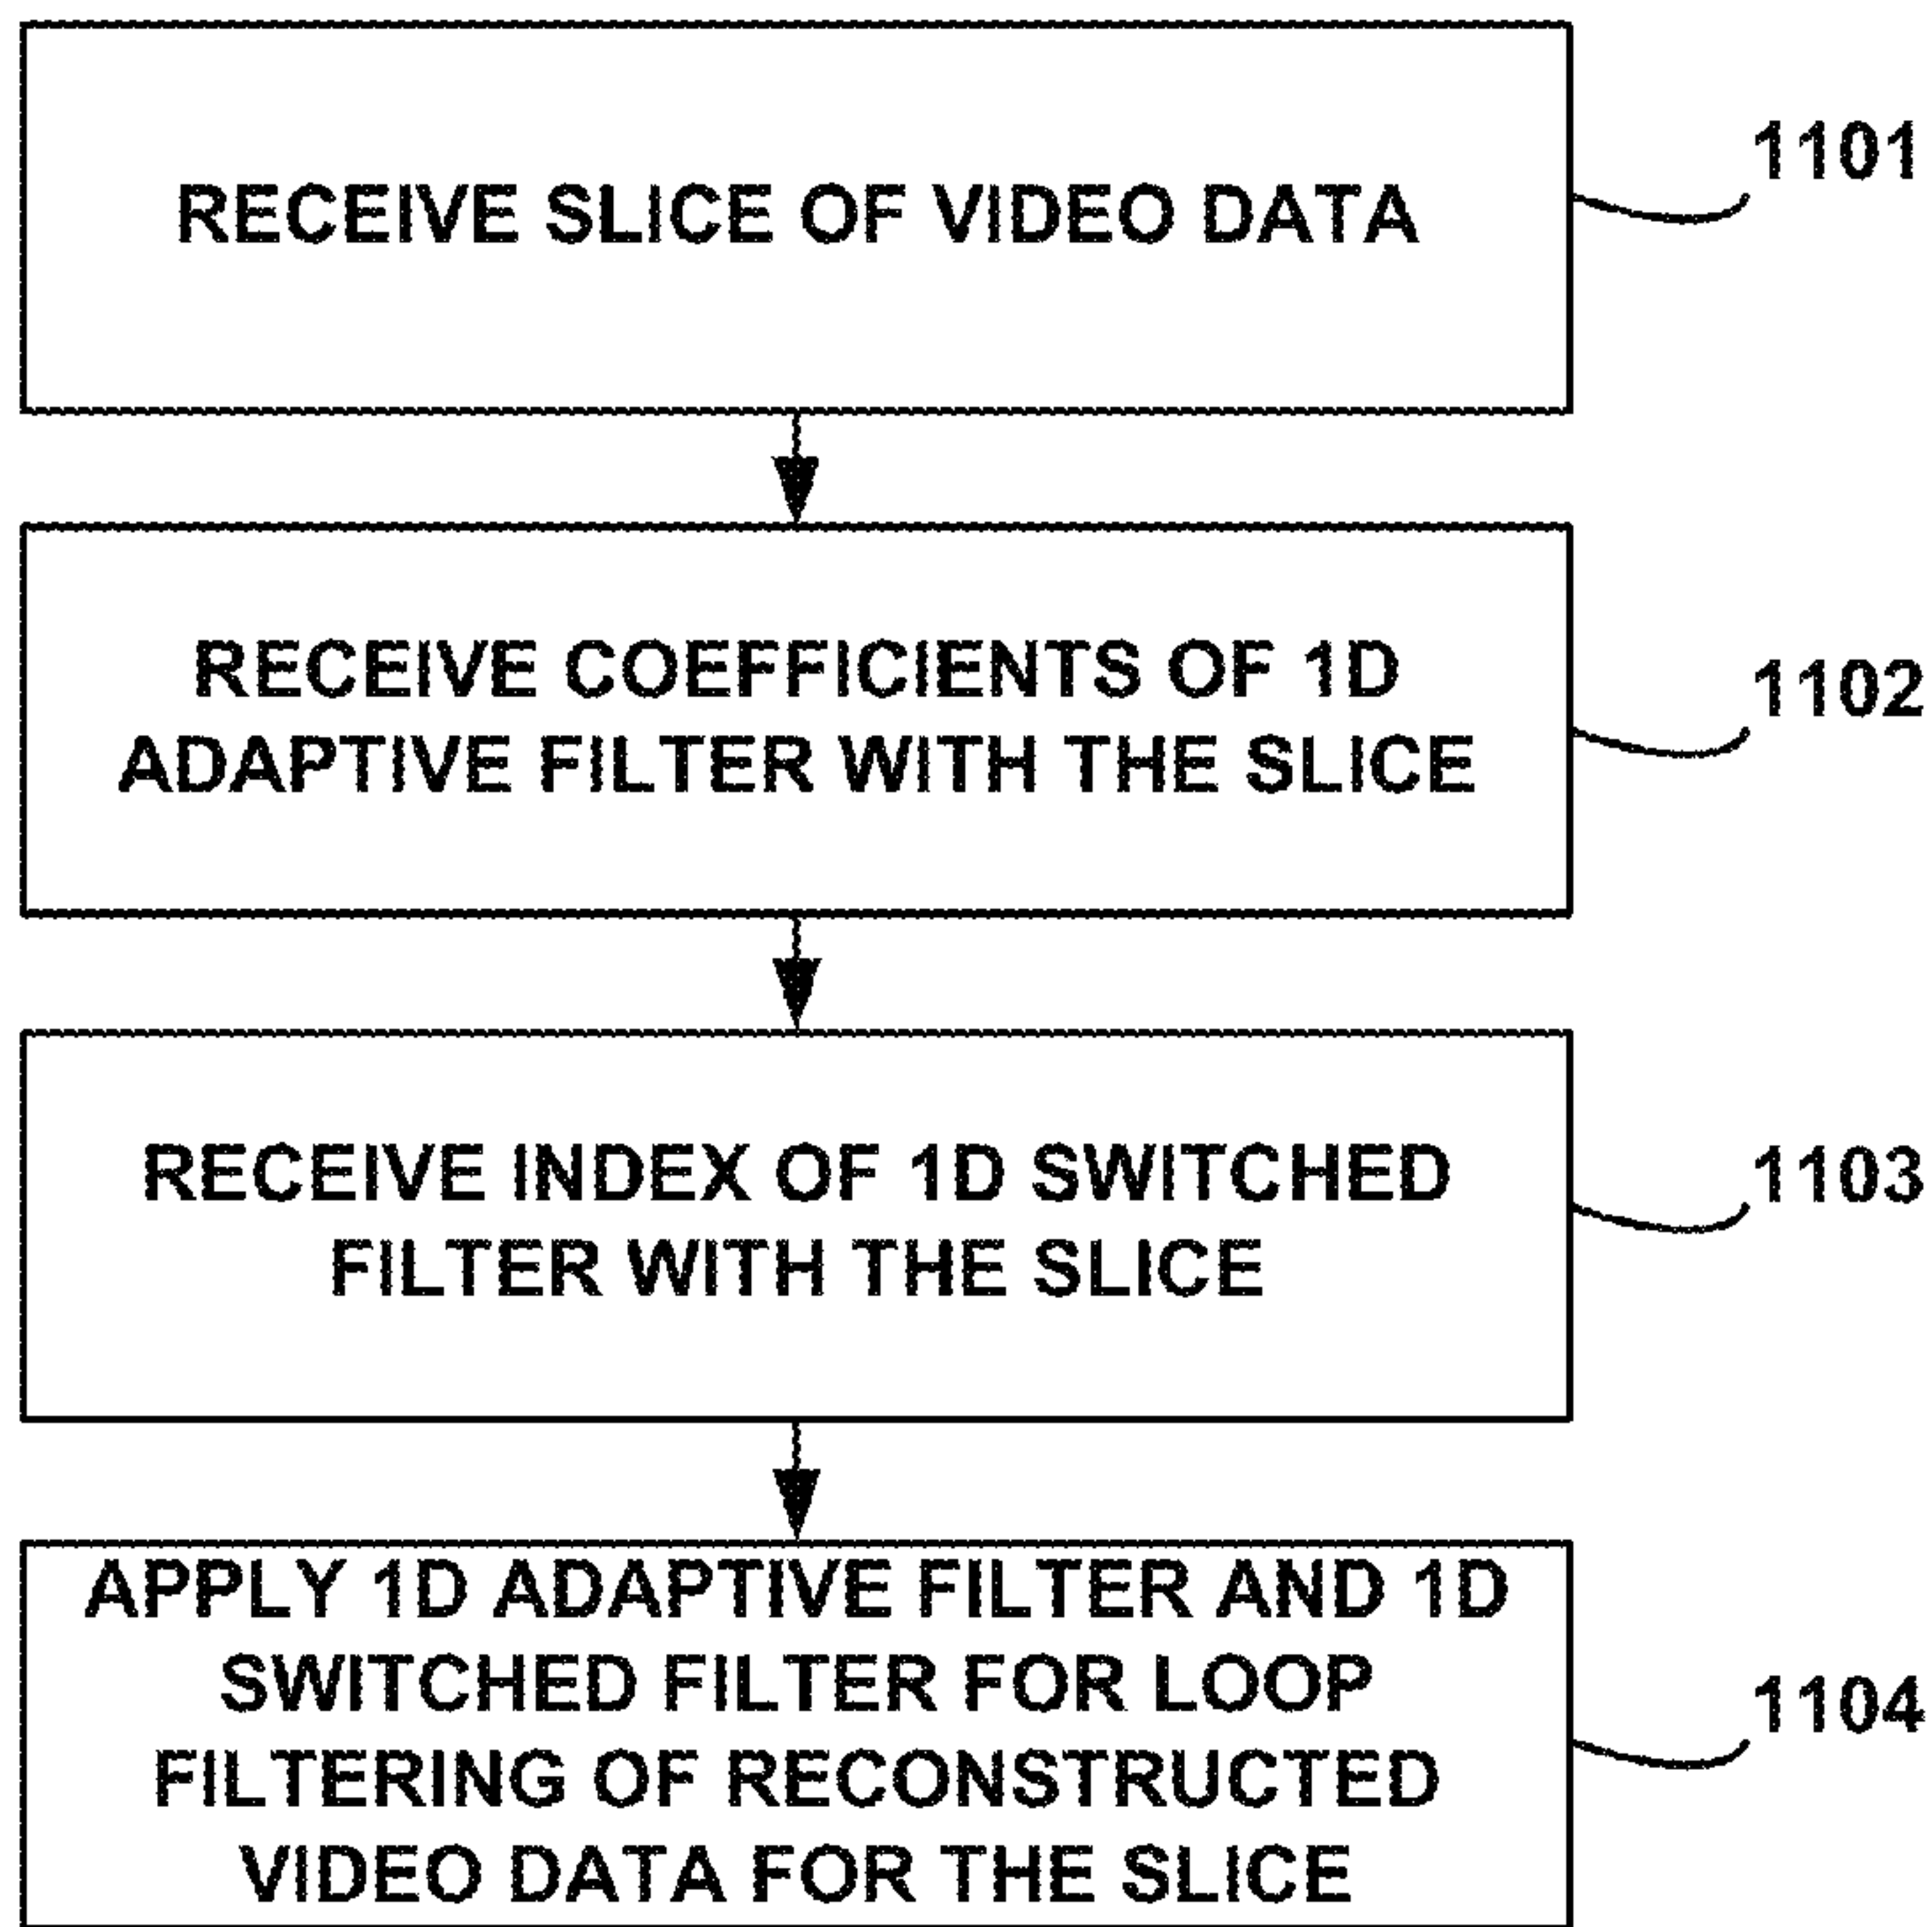 RECEIVE SLICE OF VIDEO DATA
1101
RECEIVE COEFFICIENTS OF 1D
ADAPTIVE FILTER WITH THE SLICE
1102
RECEIVE INDEX OF 1D SWITCHED
FILTER WITH THE SLICE
1103
APPLY 1D ADAPTIVE FILTER AND 1D
SWITCHED FILTER FOR LOOP
FILTERING OF RECONSTRUCTED
VIDEO DATA FOR THE SLICE
1104